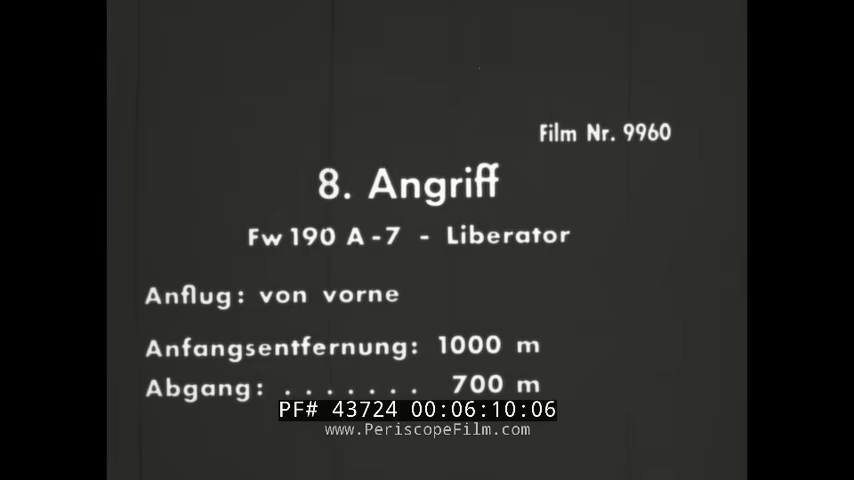 Film Nr. 9960
8. Angriff
Fw 190 A-7 - Liberator
Anflug: von vorne
Anfangsentfernung: 1000 m
Abgang: . . . . . . . 700 m
PF# 43724 00:06:10:06
www.PeriscopeFilm.com